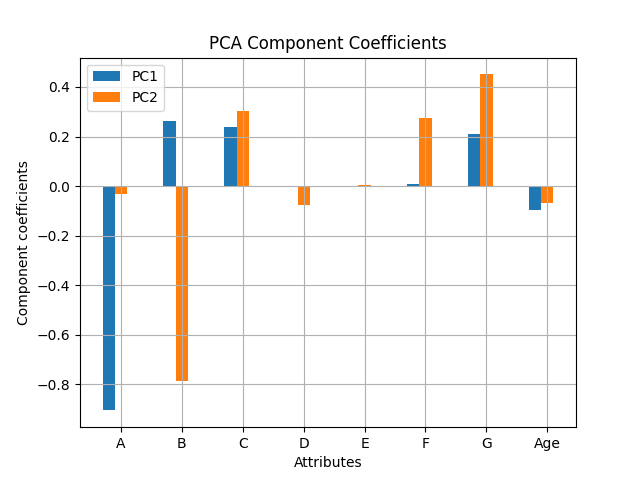 PCA Component Coefficients
PC1
PC2
Component coefficients
0.4
0.2
0.0
−0.2
−0.4
−0.6
−0.8
A B C D E F G Age
Attributes